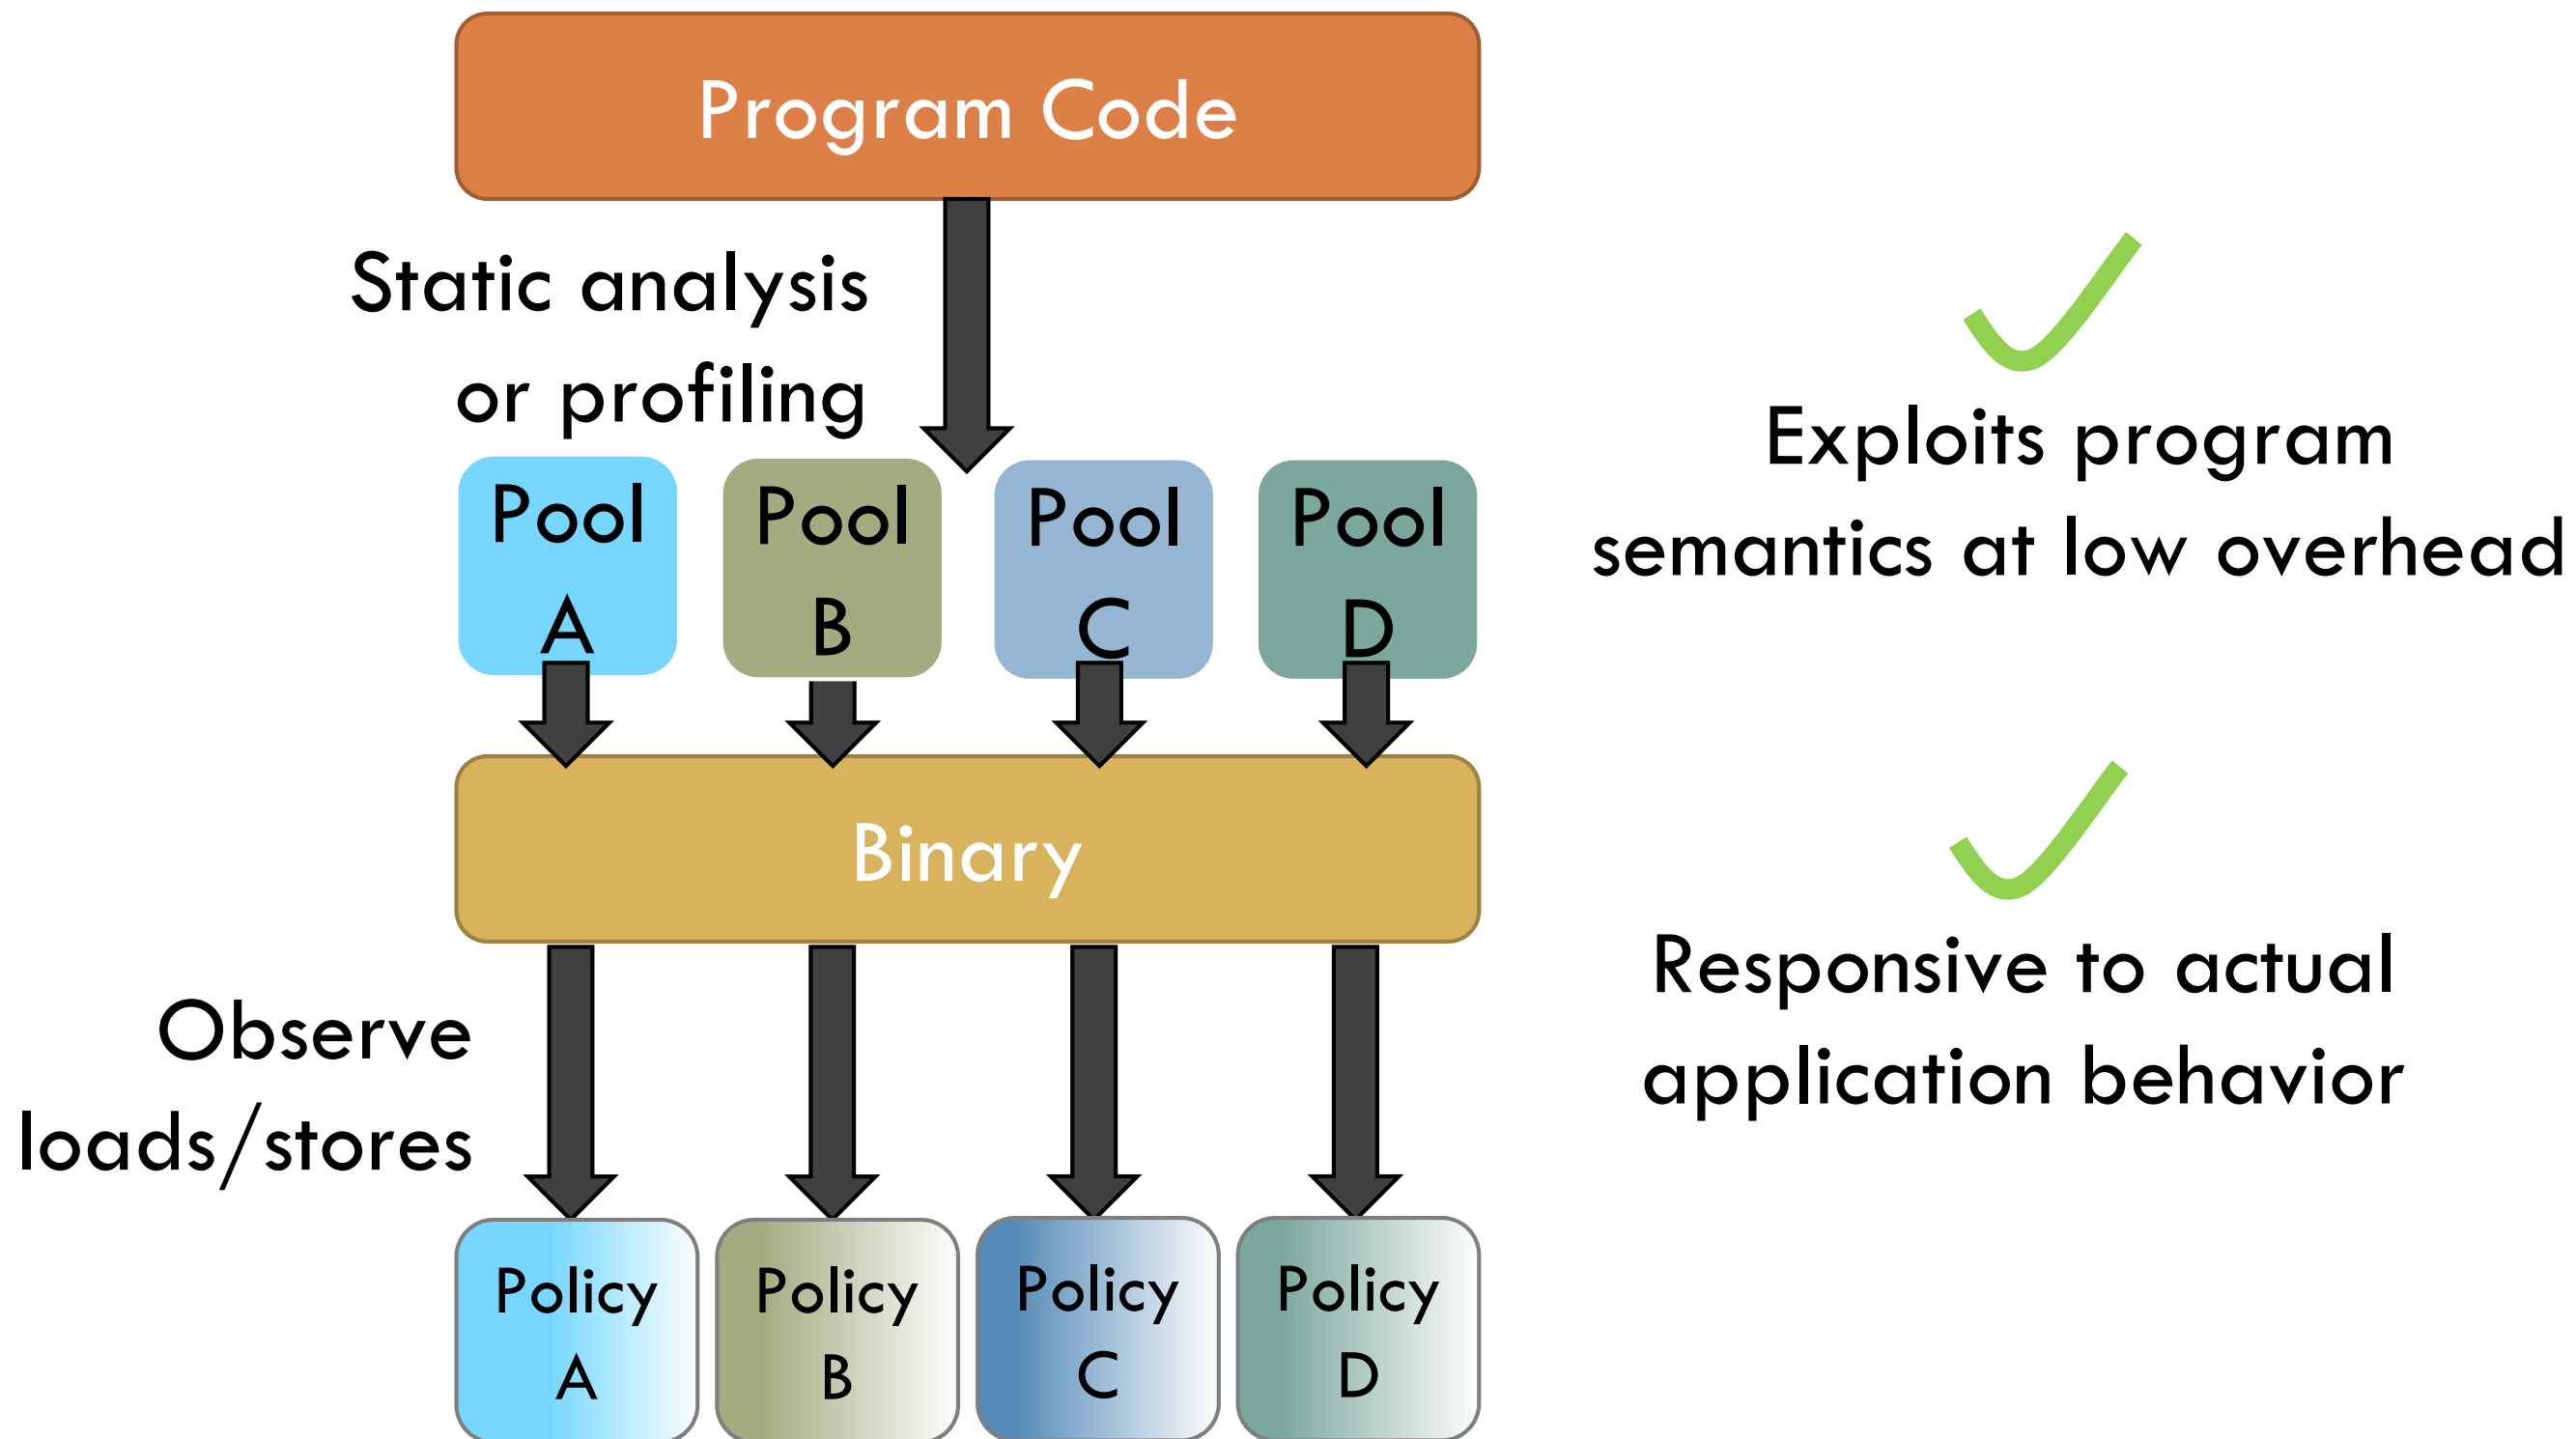 Program Code
Static analysis
or profiling
Pool
A
Pool
B
Pool
C
Pool
D
Exploits program
semantics at low overhead
Binary
Observe
loads/stores
Responsive to actual
application behavior
Policy
A
Policy
B
Policy
C
Policy
D